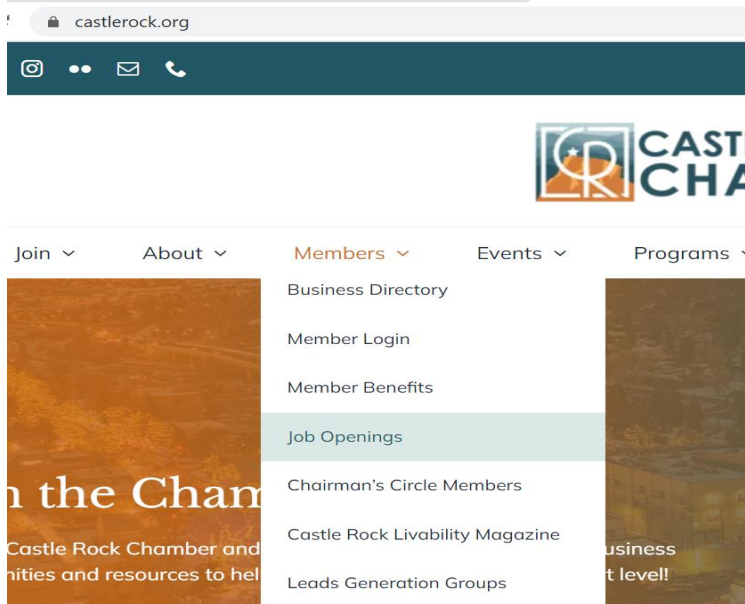 castlerock.org
CR
CAST
CHA
Join
About
Members
Events
Programs
Business Directory
Member Login
Member Benefits
Job Openings
Chairman's Circle Members
Castle Rock Livability Magazine
Leads Generation Groups
n the Cham
Castle Rock Chamber and
usiness
nities and resources to hel
t level!